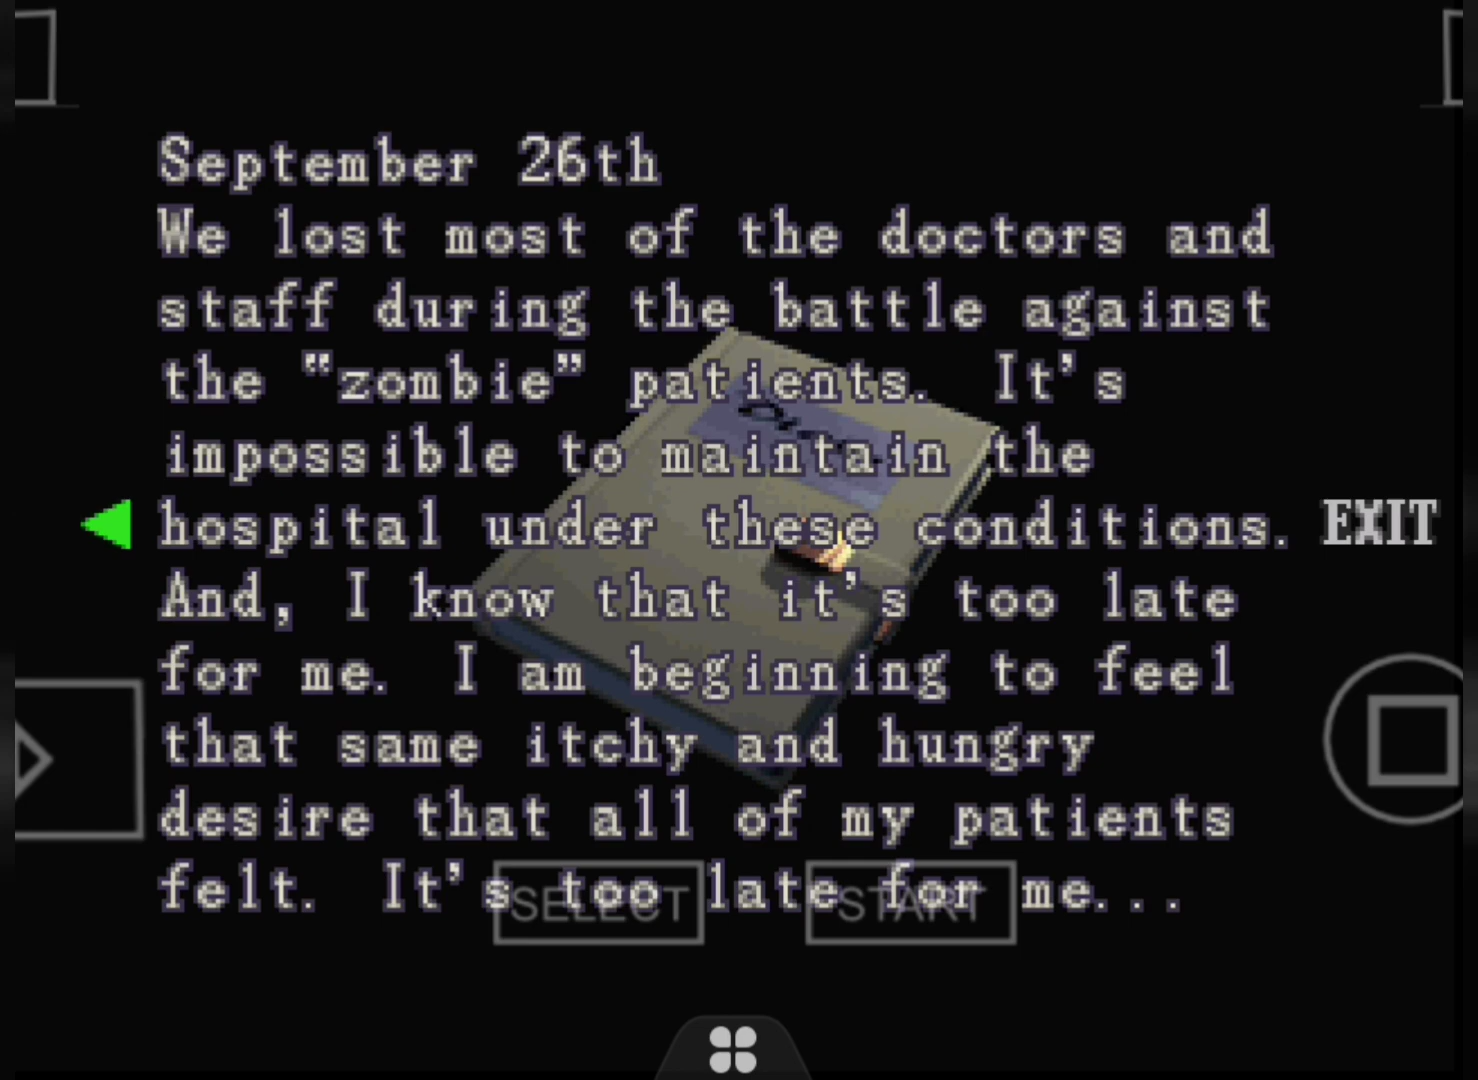 September 26th
We lost most of the doctors and
staff during the battle against
the "zombie" patients. It's
impossible to maintain the
hospital under these conditions.
EXIT
And, I know that it's too late
for me. I am beginning to feel
that same itchy and hungry
desire that all of my patients
felt. It's too late for me...
SELECT
START